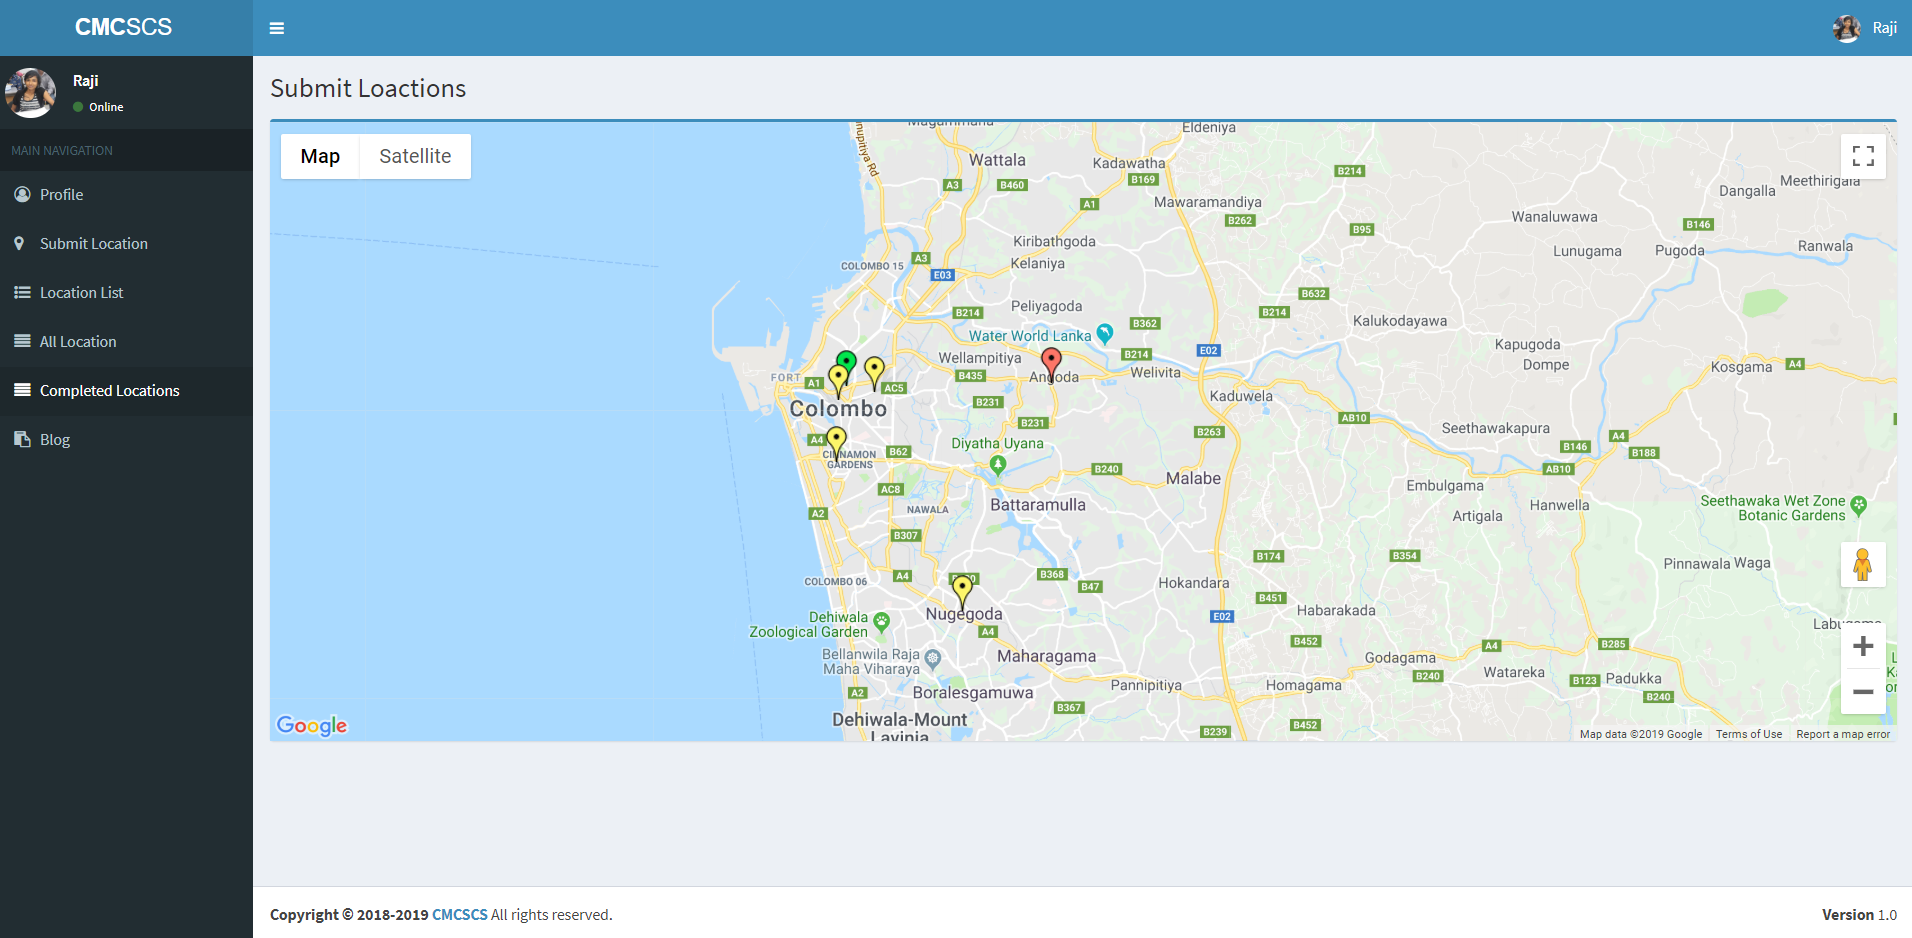 CMCSCS
Raji
Raji
Online
MAIN NAVIGATION
Profile
Submit Location
Location List
All Location
Completed Locations
Blog
Submit Loactions
Map
Satellite
Eldeniya
Wattala
Kadawatha
B169
B214
A3
B460
Dangalla
Meethirigala
A1
Mawaramandiya
B262
B95
Wanaluwawa
B146
Kiribathgoda
Lunugama
Pugoda
Ranwala
COLOMBO 15
A3
E03
Kelaniya
B632
Peliyagoda
B214
B214
B362
Kalukodayawa
Water World Lanka
B214
E02
Kapugoda
Wellampitiya
Dompe
A4
Kosgama
FORT
A1
AC5
B435
Angoda
Welivita
Kaduwela
Colombo
B231
B231
AB10
A4
Diyatha Uyana
B263
Seethawakapura
A4
B146
B188
CINNAMON
GARDENS
B62
B240
Malabe
AB10
AC8
Embulgama
Battaramulla
Hanwella
Seethawaka Wet Zone
Botanic Gardens
A2
NAWALA
Artigala
B307
B174
B354
Pinnawala Waga
COLOMBO 06
A4
B368
B47
Hokandara
B451
Habarakada
Nugegoda
E02
Dehiwala
Zoological Garden
A4
B452
A4
B285
Bellanwila Raja
Maha Viharaya
Maharagama
Godagama
Watareka
B240
B123
Padukka
A2
Boralesgamuwa
Pannipitiya
Homagama
B240
B367
Dehiwala-Mount
Lavinia
B452
B239
Google
Map data ©2019 Google
Terms of Use
Report a map error
Copyright © 2018-2019 CMCSCS All rights reserved.
Version 1.0